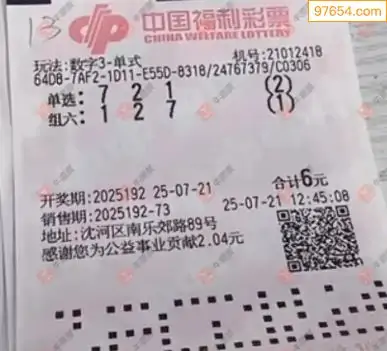 97654.com
13
中国福利彩票
CHINA WELFARE LOTTERY
玩法:数字3-单式 机号:21012418
64D8-7AF2-1D11-E55D-8318/24767379/C0306
单选: 7 2 1 (2)
组六: 1 2 7 (1)
合计6元
开奖期:2025192 25-07-21
销售期:2025192-73 25-07-21 12:45:08
地址:沈河区南乐郊路89号
感谢您为公益事业贡献2.04元